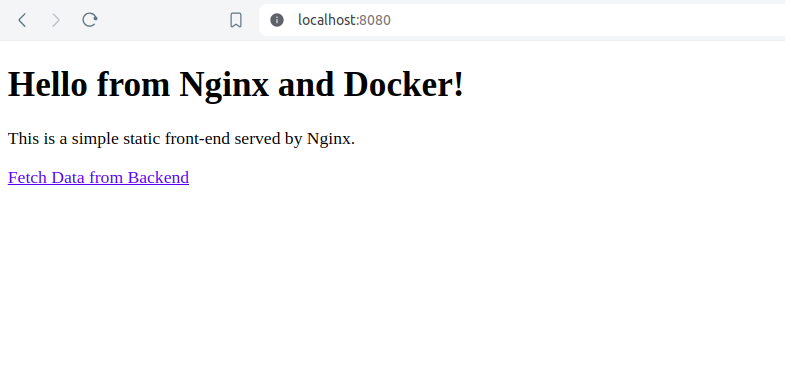 localhost:8080
Hello from Nginx and Docker!
This is a simple static front-end served by Nginx.
Fetch Data from Backend